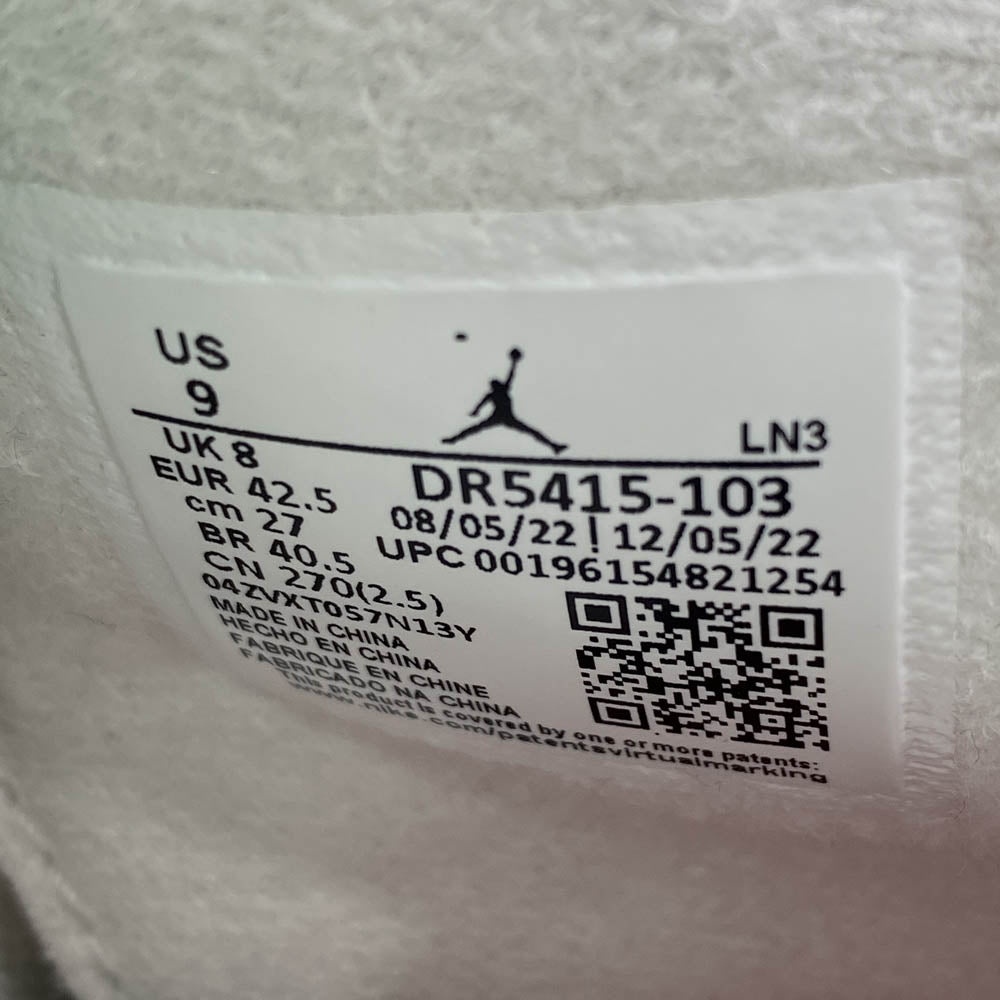 US
9
LN3
UK 8
EUR 42.5
cm 27
BR 40.5
CN 270(2.5)
DR5415-103
08/05/22 | 12/05/22
UPC 00196154821254
04ZVXT057N13Y
MADE IN CHINA
HECHO EN CHINA
FABRIQUE EN CHINE
FABRICADO NA CHINA
This product is covered by one or more patents:
www.nike.com/patentsvirtualmarking